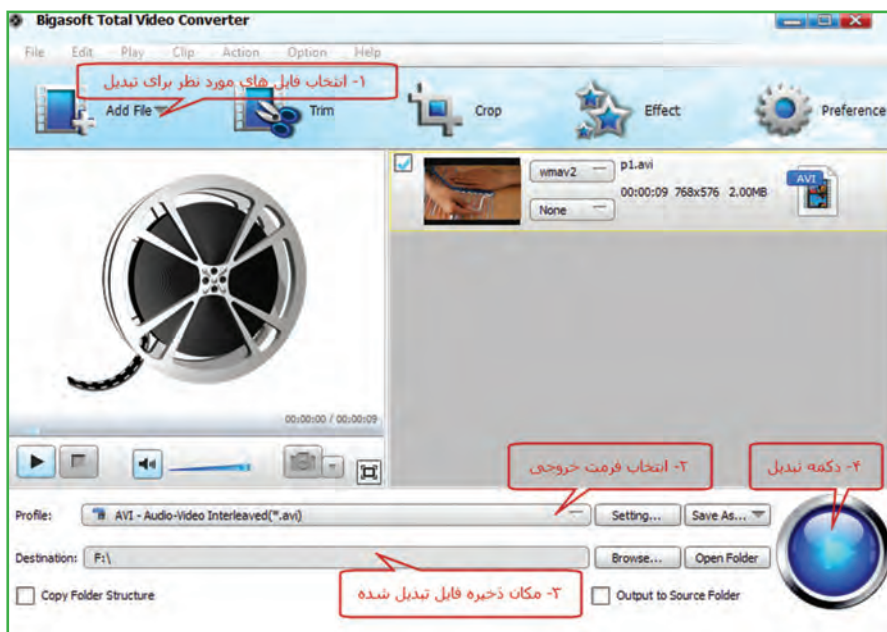 Bigasoft Total Video Converter
File Edit Play Clip Action Option Help
۱- انتخاب فایل های مورد نظر برای تبدیل
Add File Trim Crop Effect Preference
wmav2 p1.avi
00:00:09 768x576 2.00MB
AVI
None
00:00:00 / 00:00:09
۲- انتخاب فرمت خروجی
۴- دکمه تبدیل
Profile: AVI - Audio-Video Interleaved(*.avi) Setting... Save As...
Destination: F:\ Browse... Open Folder
۳- مکان ذخیره فایل تبدیل شده
Copy Folder Structure Output to Source Folder